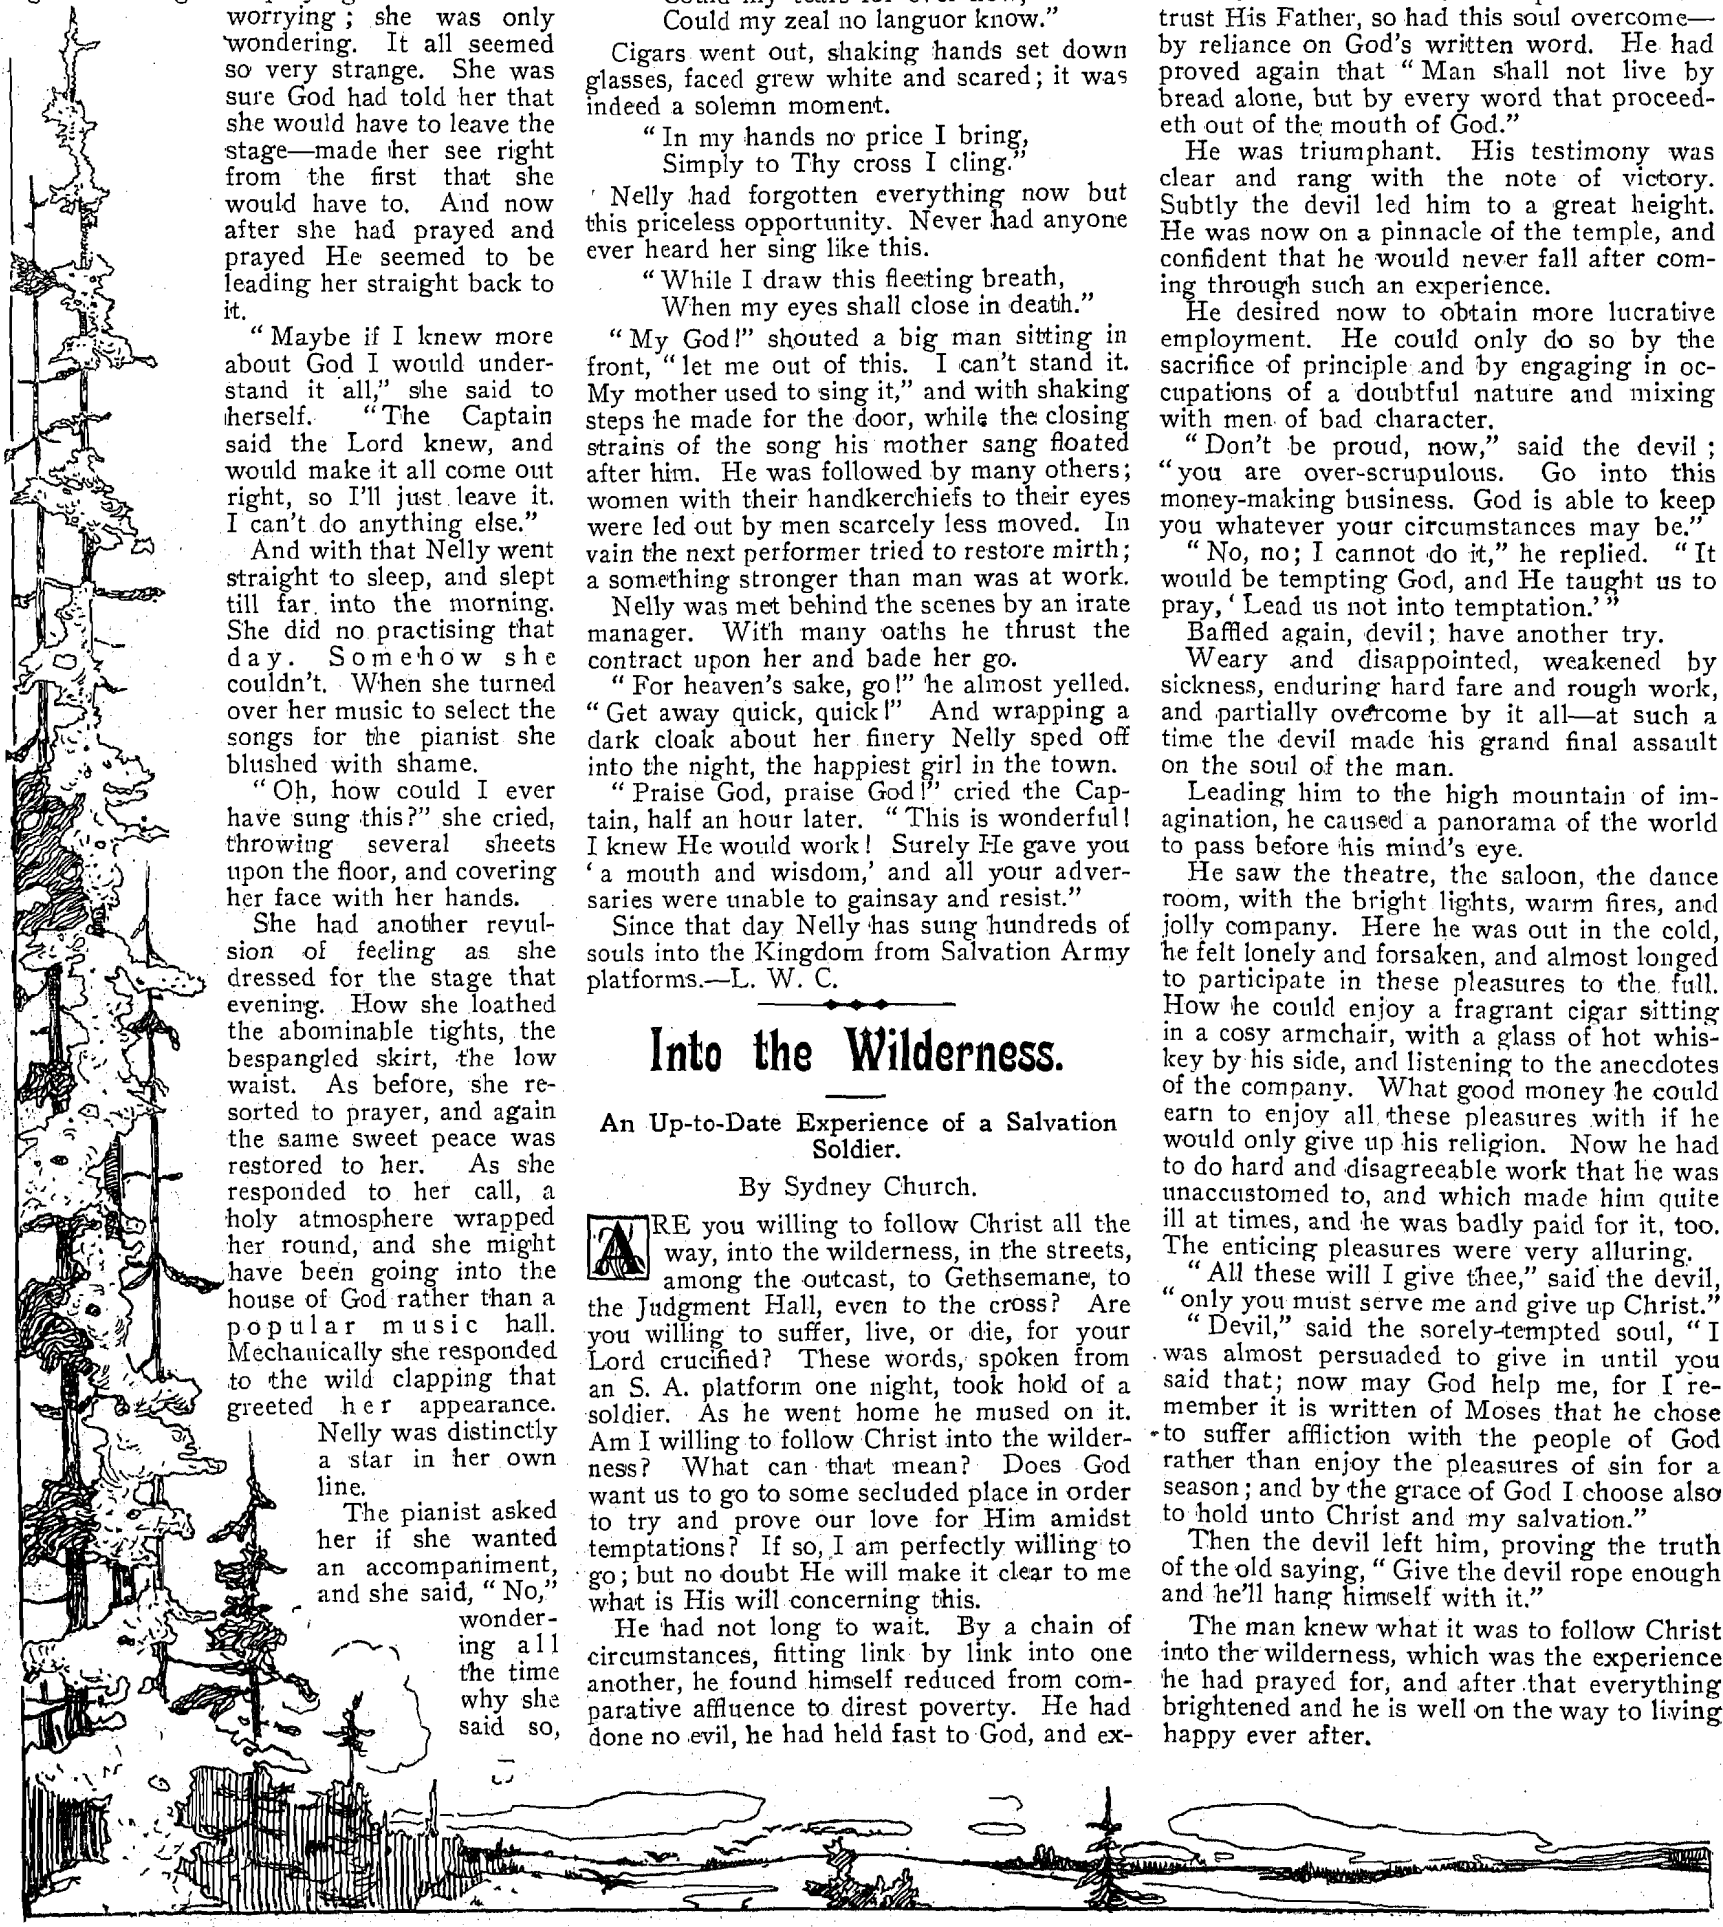 worrying; she was only
wondering. It all seemed
so very strange. She was
sure God had told her that
she would have to leave the
stage—made her see right
from the first that she
would have to. And now
after she had prayed and
prayed He seemed to be
leading her straight back to
it.
"Maybe if I knew more
about God I would under-
stand it all," she said to
herself. "The Captain
said the Lord knew, and
would make it all come out
right, so I'll just leave it.
I can't do anything else."
And with that Nelly went
straight to sleep, and slept
till far into the morning.
She did no practising that
day. Somehow she
couldn't. When she turned
over her music to select the
songs for the pianist she
blushed with shame.
"Oh, how could I ever
have sung this?" she cried,
throwing several sheets
upon the floor, and covering
her face with her hands.
She had another revul-
sion of feeling as she
dressed for the stage that
evening. How she loathed
the abominable tights, the
bespangled skirt, the low
waist. As before, she re-
sorted to prayer, and again
the same sweet peace was
restored to her. As she
responded to her call, a
holy atmosphere wrapped
her round, and she might
have been going into the
house of God rather than a
popular music hall.
Mechanically she responded
to the wild clapping that
greeted her appearance.
Nelly was distinctly
a star in her own
line.
The pianist asked
her if she wanted
an accompaniment,
and she said, "No,"
wonder-
ing all
the time
why she
said so,
Could my zeal no languor know."
Cigars went out, shaking hands set down
glasses, faced grew white and scared; it was
indeed a solemn moment.
"In my hands no price I bring,
Simply to Thy cross I cling."
Nelly had forgotten everything now but
this priceless opportunity. Never had anyone
ever heard her sing like this.
"While I draw this fleeting breath,
When my eyes shall close in death."
"My God!" shouted a big man sitting in
front, "let me out of this. I can't stand it.
My mother used to sing it," and with shaking
steps he made for the door, while the closing
strains of the song his mother sang floated
after him. He was followed by many others;
women with their handkerchiefs to their eyes
were led out by men scarcely less moved. In
vain the next performer tried to restore mirth;
a something stronger than man was at work.
Nelly was met behind the scenes by an irate
manager. With many oaths he thrust the
contract upon her and bade her go.
"For heaven's sake, go!" he almost yelled.
"Get away quick, quick!" And wrapping a
dark cloak about her finery Nelly sped off
into the night, the happiest girl in the town.
"Praise God, praise God!" cried the Cap-
tain, half an hour later. "This is wonderful!
I knew He would work! Surely He gave you
'a mouth and wisdom,' and all your adver-
saries were unable to gainsay and resist."
Since that day Nelly has sung hundreds of
souls into the Kingdom from Salvation Army
platforms.—L. W. C.
Into the Wilderness.
An Up-to-Date Experience of a Salvation
Soldier.
By Sydney Church.
ARE you willing to follow Christ all the
way, into the wilderness, in the streets,
among the outcast, to Gethsemane, to
the Judgment Hall, even to the cross? Are
you willing to suffer, live, or die, for your
Lord crucified? These words, spoken from
an S. A. platform one night, took hold of a
soldier. As he went home he mused on it.
Am I willing to follow Christ into the wilder-
ness? What can that mean? Does God
want us to go to some secluded place in order
to try and prove our love for Him amidst
temptations? If so, I am perfectly willing to
go; but no doubt He will make it clear to me
what is His will concerning this.
He had not long to wait. By a chain of
circumstances, fitting link by link into one
another, he found himself reduced from com-
parative affluence to direst poverty. He had
done no evil, he had held fast to God, and ex-
trust His Father, so had this soul overcome—
by reliance on God's written word. He had
proved again that "Man shall not live by
bread alone, but by every word that proceed-
eth out of the mouth of God."
He was triumphant. His testimony was
clear and rang with the note of victory.
Subtly the devil led him to a great height.
He was now on a pinnacle of the temple, and
confident that he would never fall after com-
ing through such an experience.
He desired now to obtain more lucrative
employment. He could only do so by the
sacrifice of principle and by engaging in oc-
cupations of a doubtful nature and mixing
with men of bad character.
"Don't be proud, now," said the devil;
"you are over-scrupulous. Go into this
money-making business. God is able to keep
you whatever your circumstances may be."
"No, no; I cannot do it," he replied. "It
would be tempting God, and He taught us to
pray, 'Lead us not into temptation.'"
Baffled again, devil; have another try.
Weary and disappointed, weakened by
sickness, enduring hard fare and rough work,
and partially overcome by it all—at such a
time the devil made his grand final assault
on the soul of the man.
Leading him to the high mountain of im-
agination, he caused a panorama of the world
to pass before his mind's eye.
He saw the theatre, the saloon, the dance
room, with the bright lights, warm fires, and
jolly company. Here he was out in the cold,
he felt lonely and forsaken, and almost longed
to participate in these pleasures to the full.
How he could enjoy a fragrant cigar sitting
in a cosy armchair, with a glass of hot whis-
key by his side, and listening to the anecdotes
of the company. What good money he could
earn to enjoy all these pleasures with if he
would only give up his religion. Now he had
to do hard and disagreeable work that he was
unaccustomed to, and which made him quite
ill at times, and he was badly paid for it, too.
The enticing pleasures were very alluring.
"All these will I give thee," said the devil,
"only you must serve me and give up Christ."
"Devil," said the sorely-tempted soul, "I
was almost persuaded to give in until you
said that; now may God help me, for I re-
member it is written of Moses that he chose
to suffer affliction with the people of God
rather than enjoy the pleasures of sin for a
season; and by the grace of God I choose also
to hold unto Christ and my salvation."
Then the devil left him, proving the truth
of the old saying, "Give the devil rope enough
and he'll hang himself with it."
The man knew what it was to follow Christ
into the wilderness, which was the experience
he had prayed for, and after that everything
brightened and he is well on the way to living
happy ever after.